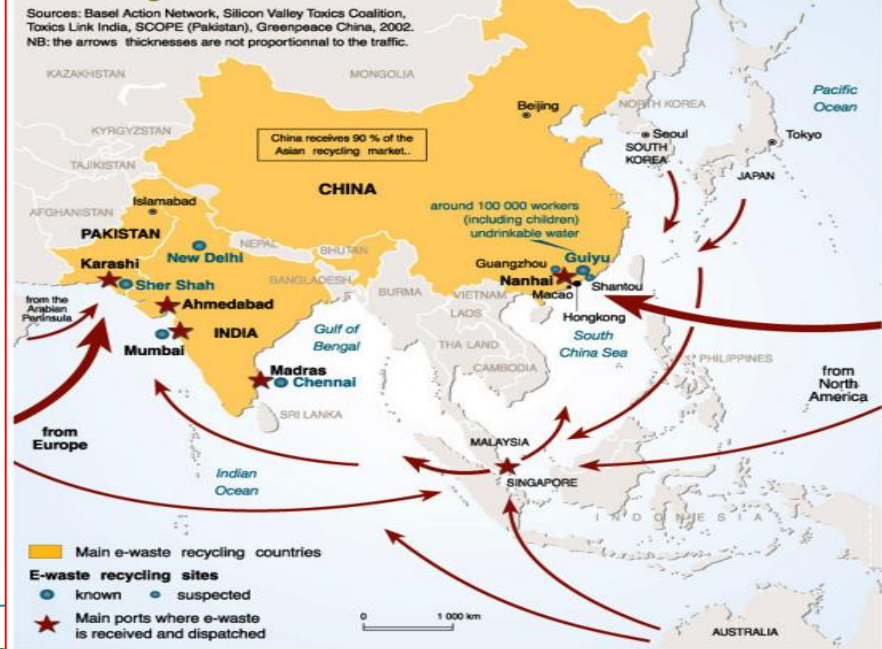 Sources: Basel Action Network, Silicon Valley Toxics Coalition,
Toxics Link India, SCOPE (Pakistan), Greenpeace China, 2002.
NB: the arrows thicknesses are not proportionnal to the traffic.
KAZAKHSTAN
MONGOLIA
Pacific
Ocean
Beijing
NORTH KOREA
KYRGYZSTAN
China receives 90 % of the
Asian recycling market..
Seoul
SOUTH
KOREA
Tokyo
TAJIKISTAN
JAPAN
CHINA
Islamabad
AFGHANISTAN
around 100 000 workers
(including children)
undrinkable water
PAKISTAN
New Delhi
NEPAL
BHUTAN
Guiyu
Guangzhou
Karashi
Sher Shah
BANGLADESH
Nanhai
Shantou
Macao
from the
Arabian
Peninsula
Ahmedabad
BURMA
VIETNAM
LAOS
Hongkong
INDIA
Gulf of
Bengal
South
China Sea
Mumbai
THA LAND
PHILIPPINES
Madras
Chennai
CAMBODIA
from
North
America
SRI LANKA
from
Europe
MALAYSIA
Indian
Ocean
SINGAPORE
INDONESIA
Main e-waste recycling countries
E-waste recycling sites
known
suspected
Main ports where e-waste
is received and dispatched
0
1 000 km
AUSTRALIA